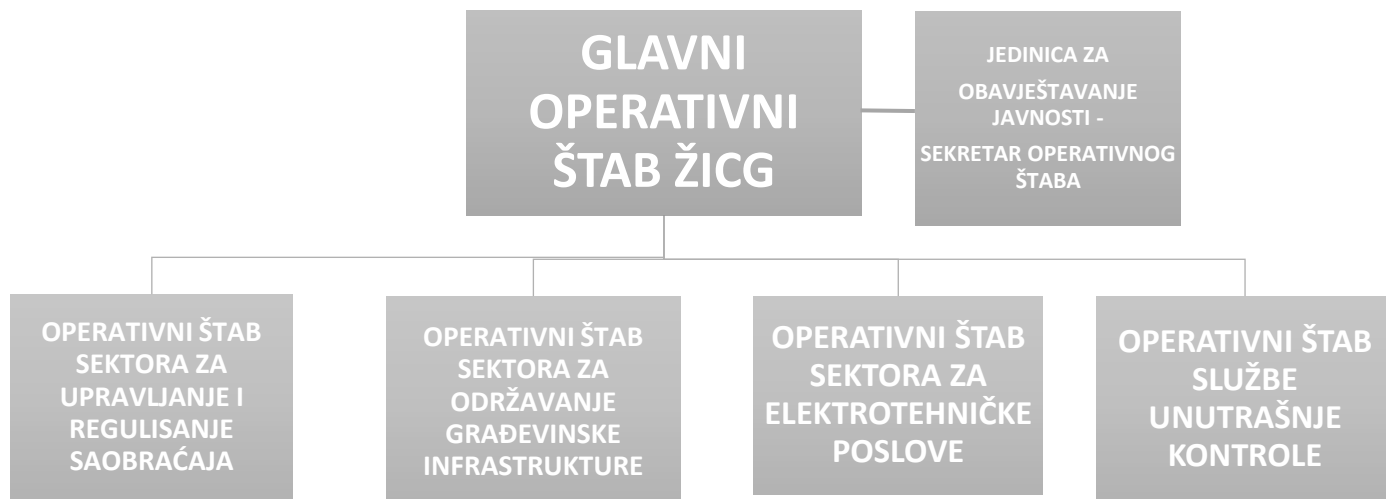 GLAVNI
OPERATIVNI
ŠTAB ŽICG
JEDINICA ZA
OBAVJEŠTAVANJE
JAVNOSTI -
SEKRETAR OPERATIVNOG
ŠTABA
OPERATIVNI ŠTAB
SEKTORA ZA
UPRAVLJANJE I
REGULISANJE
SAOBRAĆAJA
OPERATIVNI ŠTAB
SEKTORA ZA
ODRŽAVANJE
GRAĐEVINSKE
INFRASTRUKTURE
OPERATIVNI ŠTAB
SEKTORA ZA
ELEKTROTEHNIČKE
POSLOVE
OPERATIVNI ŠTAB
SLUŽBE
UNUTRAŠNJE
KONTROLE